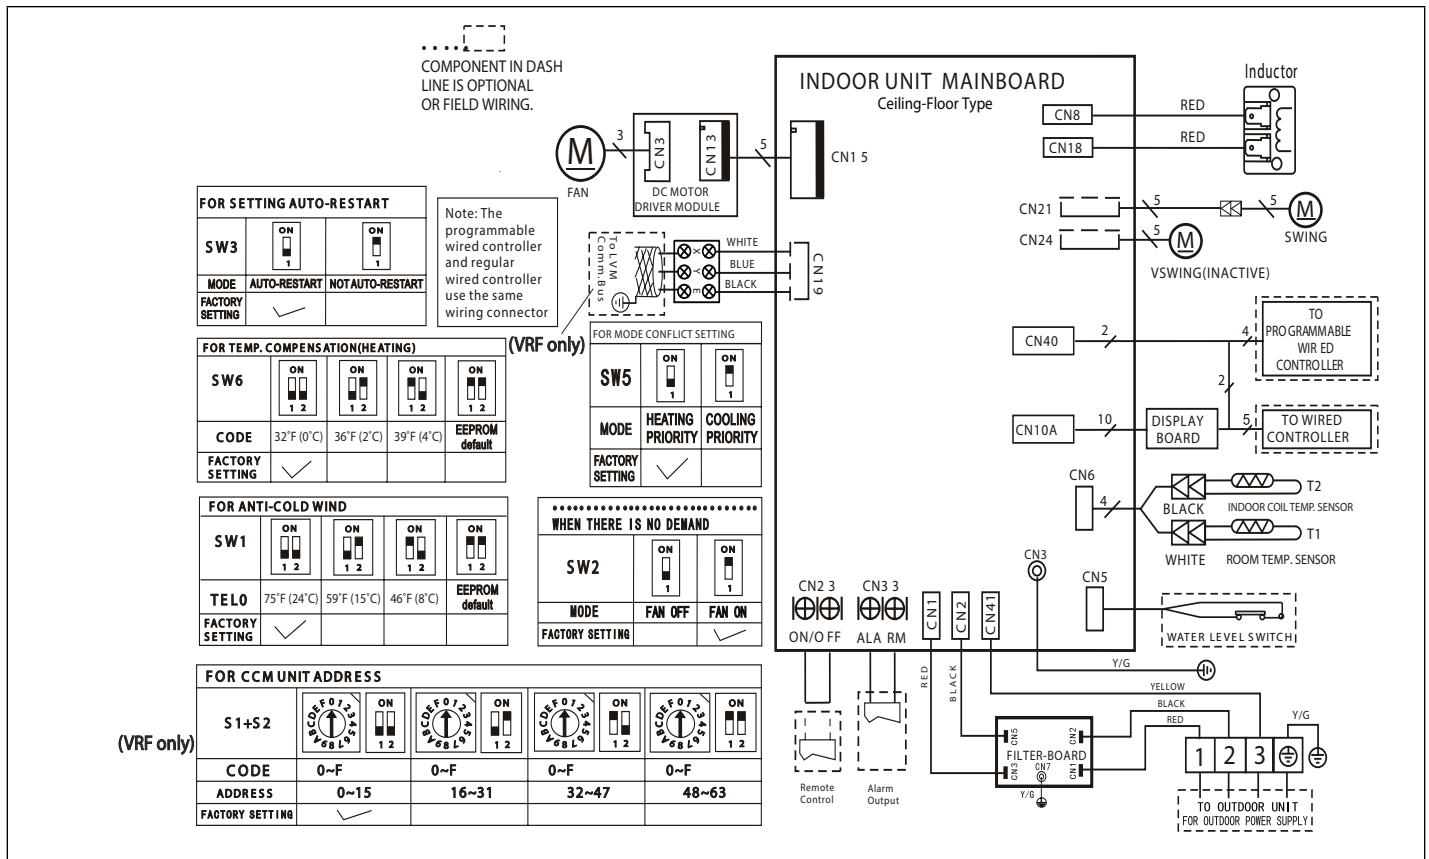 COMPONENT IN DASH
LINE IS OPTIONAL
OR FIELD WIRING.
INDOOR UNIT MAINBOARD
Ceiling-Floor Type
M
FAN
3
CN3
CN13
DC MOTOR
DRIVER MODULE
5
CN1 5
CN8
RED
CN18
RED
Inductor
CN21
5
5
M
SWING
CN24
5
M
VSWING(INACTIVE)
To LVM
Comm.Bus
X
Y
E
WHITE
BLUE
BLACK
CN19
(VRF only)
Note: The
programmable
wired controller
and regular
wired controller
use the same
wiring connector
FOR SETTING AUTO-RESTART
SW3
ON
1
ON
1
MODE
AUTO-RESTART
NOT AUTO-RESTART
FACTORY
SETTING
FOR TEMP. COMPENSATION(HEATING)
SW6
ON
1 2
ON
1 2
ON
1 2
ON
1 2
CODE
32°F (0°C)
36°F (2°C)
39°F (4°C)
EEPROM
default
FACTORY
SETTING
FOR MODE CONFLICT SETTING
SW5
ON
1
ON
1
MODE
HEATING
PRIORITY
COOLING
PRIORITY
FACTORY
SETTING
FOR ANTI-COLD WIND
SW1
ON
1 2
ON
1 2
ON
1 2
ON
1 2
TEL0
75°F (24°C)
59°F (15°C)
46°F (8°C)
EEPROM
default
FACTORY
SETTING
WHEN THERE IS NO DEMAND
SW2
ON
1
ON
1
MODE
FAN OFF
FAN ON
FACTORY SETTING
(VRF only)
FOR CCM UNIT ADDRESS
S1+S2
0123456789ABCDEF
ON
1 2
0123456789ABCDEF
ON
1 2
0123456789ABCDEF
ON
1 2
0123456789ABCDEF
ON
1 2
CODE
0~F
0~F
0~F
0~F
ADDRESS
0~15
16~31
32~47
48~63
FACTORY SETTING
CN40
2
4
TO
PROGRAMMABLE
WIR ED
CONTROLLER
2
CN10A
10
DISPLAY
BOARD
5
TO WIRED
CONTROLLER
CN6
4
T2
BLACK
INDOOR COIL TEMP. SENSOR
T1
WHITE
ROOM TEMP. SENSOR
CN3
CN5
WATER LEVEL SWITCH
CN2 3
ON/O FF
CN3 3
ALA RM
CN1
CN2
CN41
RED
BLACK
Y/G
YELLOW
BLACK
RED
Remote
Control
Alarm
Output
CN5
CN2
FILTER-BOARD
CN3
CN7
CN1
Y/G
Y/G
1
2
3
TO OUTDOOR UNIT
FOR OUTDOOR POWER SUPPLY